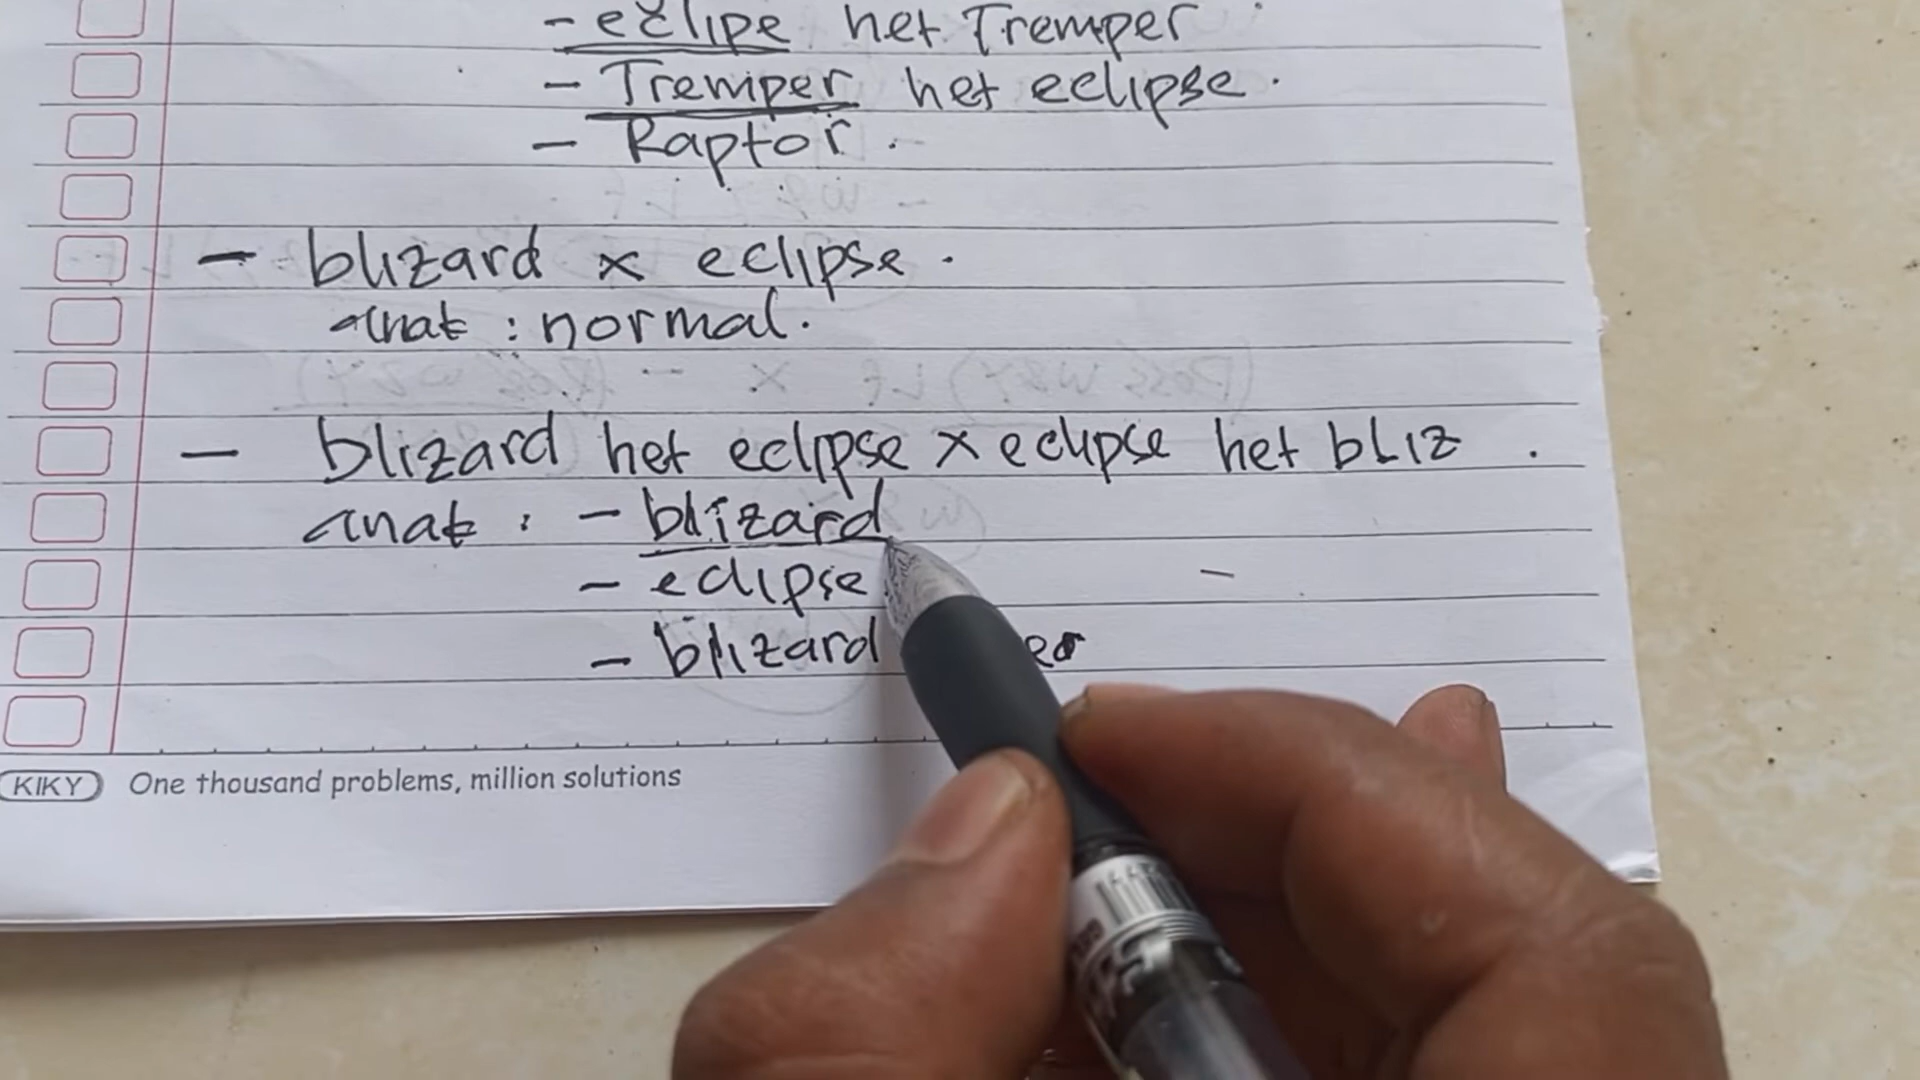 - eclipe het Tremper
- Tremper het eclipse.
- Raptor.
- blizard x eclipse.
anak : normal.
- blizard het eclipse x eclipse het bliz.
anak : - blizard
- eclipse
- blizard
KIKY One thousand problems, million solutions